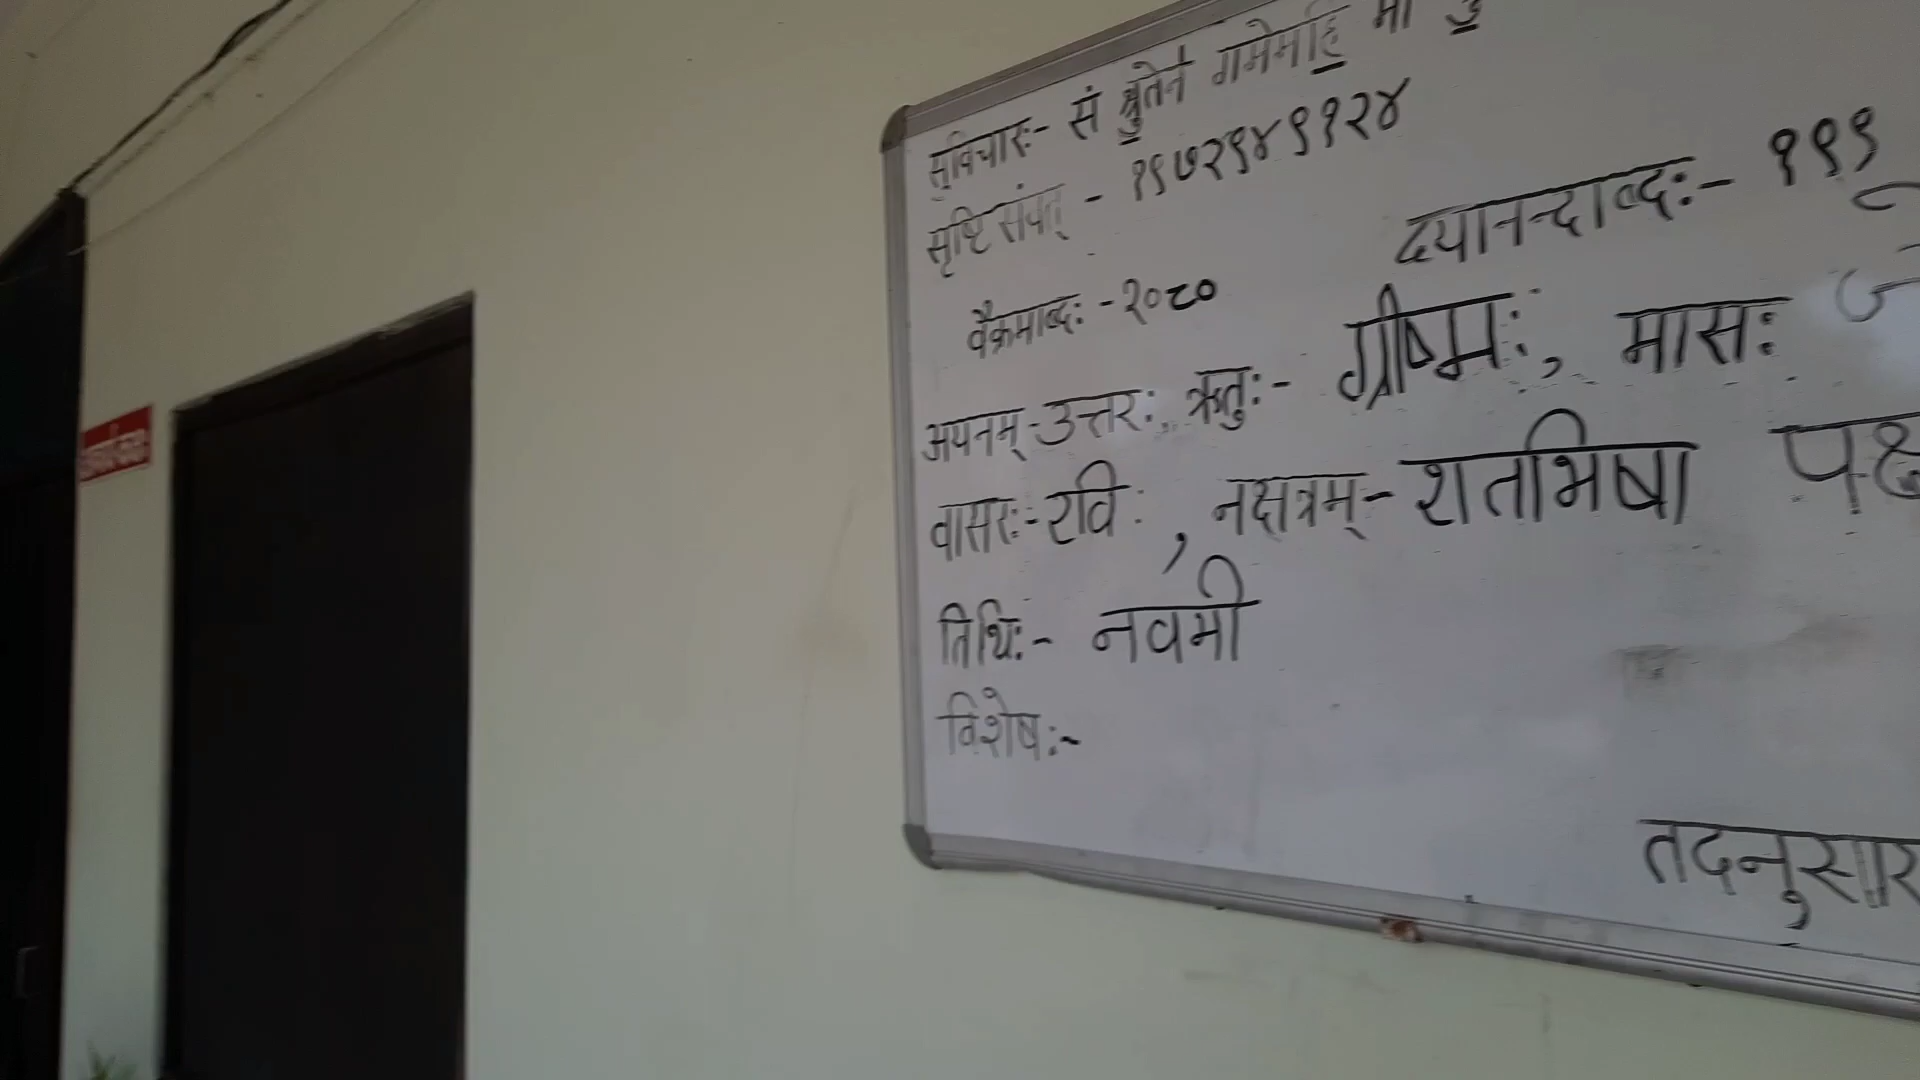 सुविचारः- सं श्रुतेन गमेमहि मा
सृष्टि संवत् - १९७२९४९१२४
दयानन्दाब्दः- १९९
वैक्रमाब्दः -२०८०
अयनम्-उत्तरः, ऋतुः- ग्रीष्मः, मासः
वासरः-रविः, नक्षत्रम्-शतभिषा पक्ष
तिथिः- नवमी
विशेषः-
तदनुसार